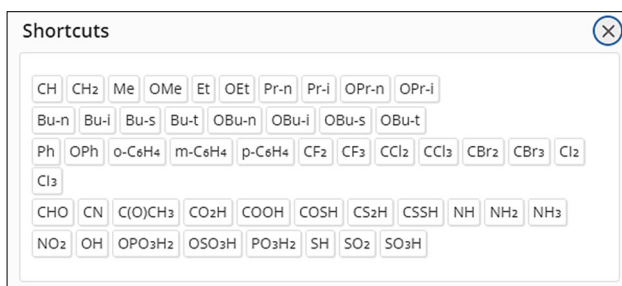 Shortcuts
CH CH₂ Me OMe Et OEt Pr-n Pr-i OPr-n OPr-i
Bu-n Bu-i Bu-s Bu-t OBu-n OBu-i OBu-s OBu-t
Ph OPh o-C₆H₄ m-C₆H₄ p-C₆H₄ CF₂ CF₃ CCl₂ CCl₃ CBr₂ CBr₃ CI₂
CI₃
CHO CN C(O)CH₃ CO₂H COOH COSH CS₂H CSSH NH NH₂ NH₃
NO₂ OH OPO₃H₂ OSO₃H PO₃H₂ SH SO₂ SO₃H